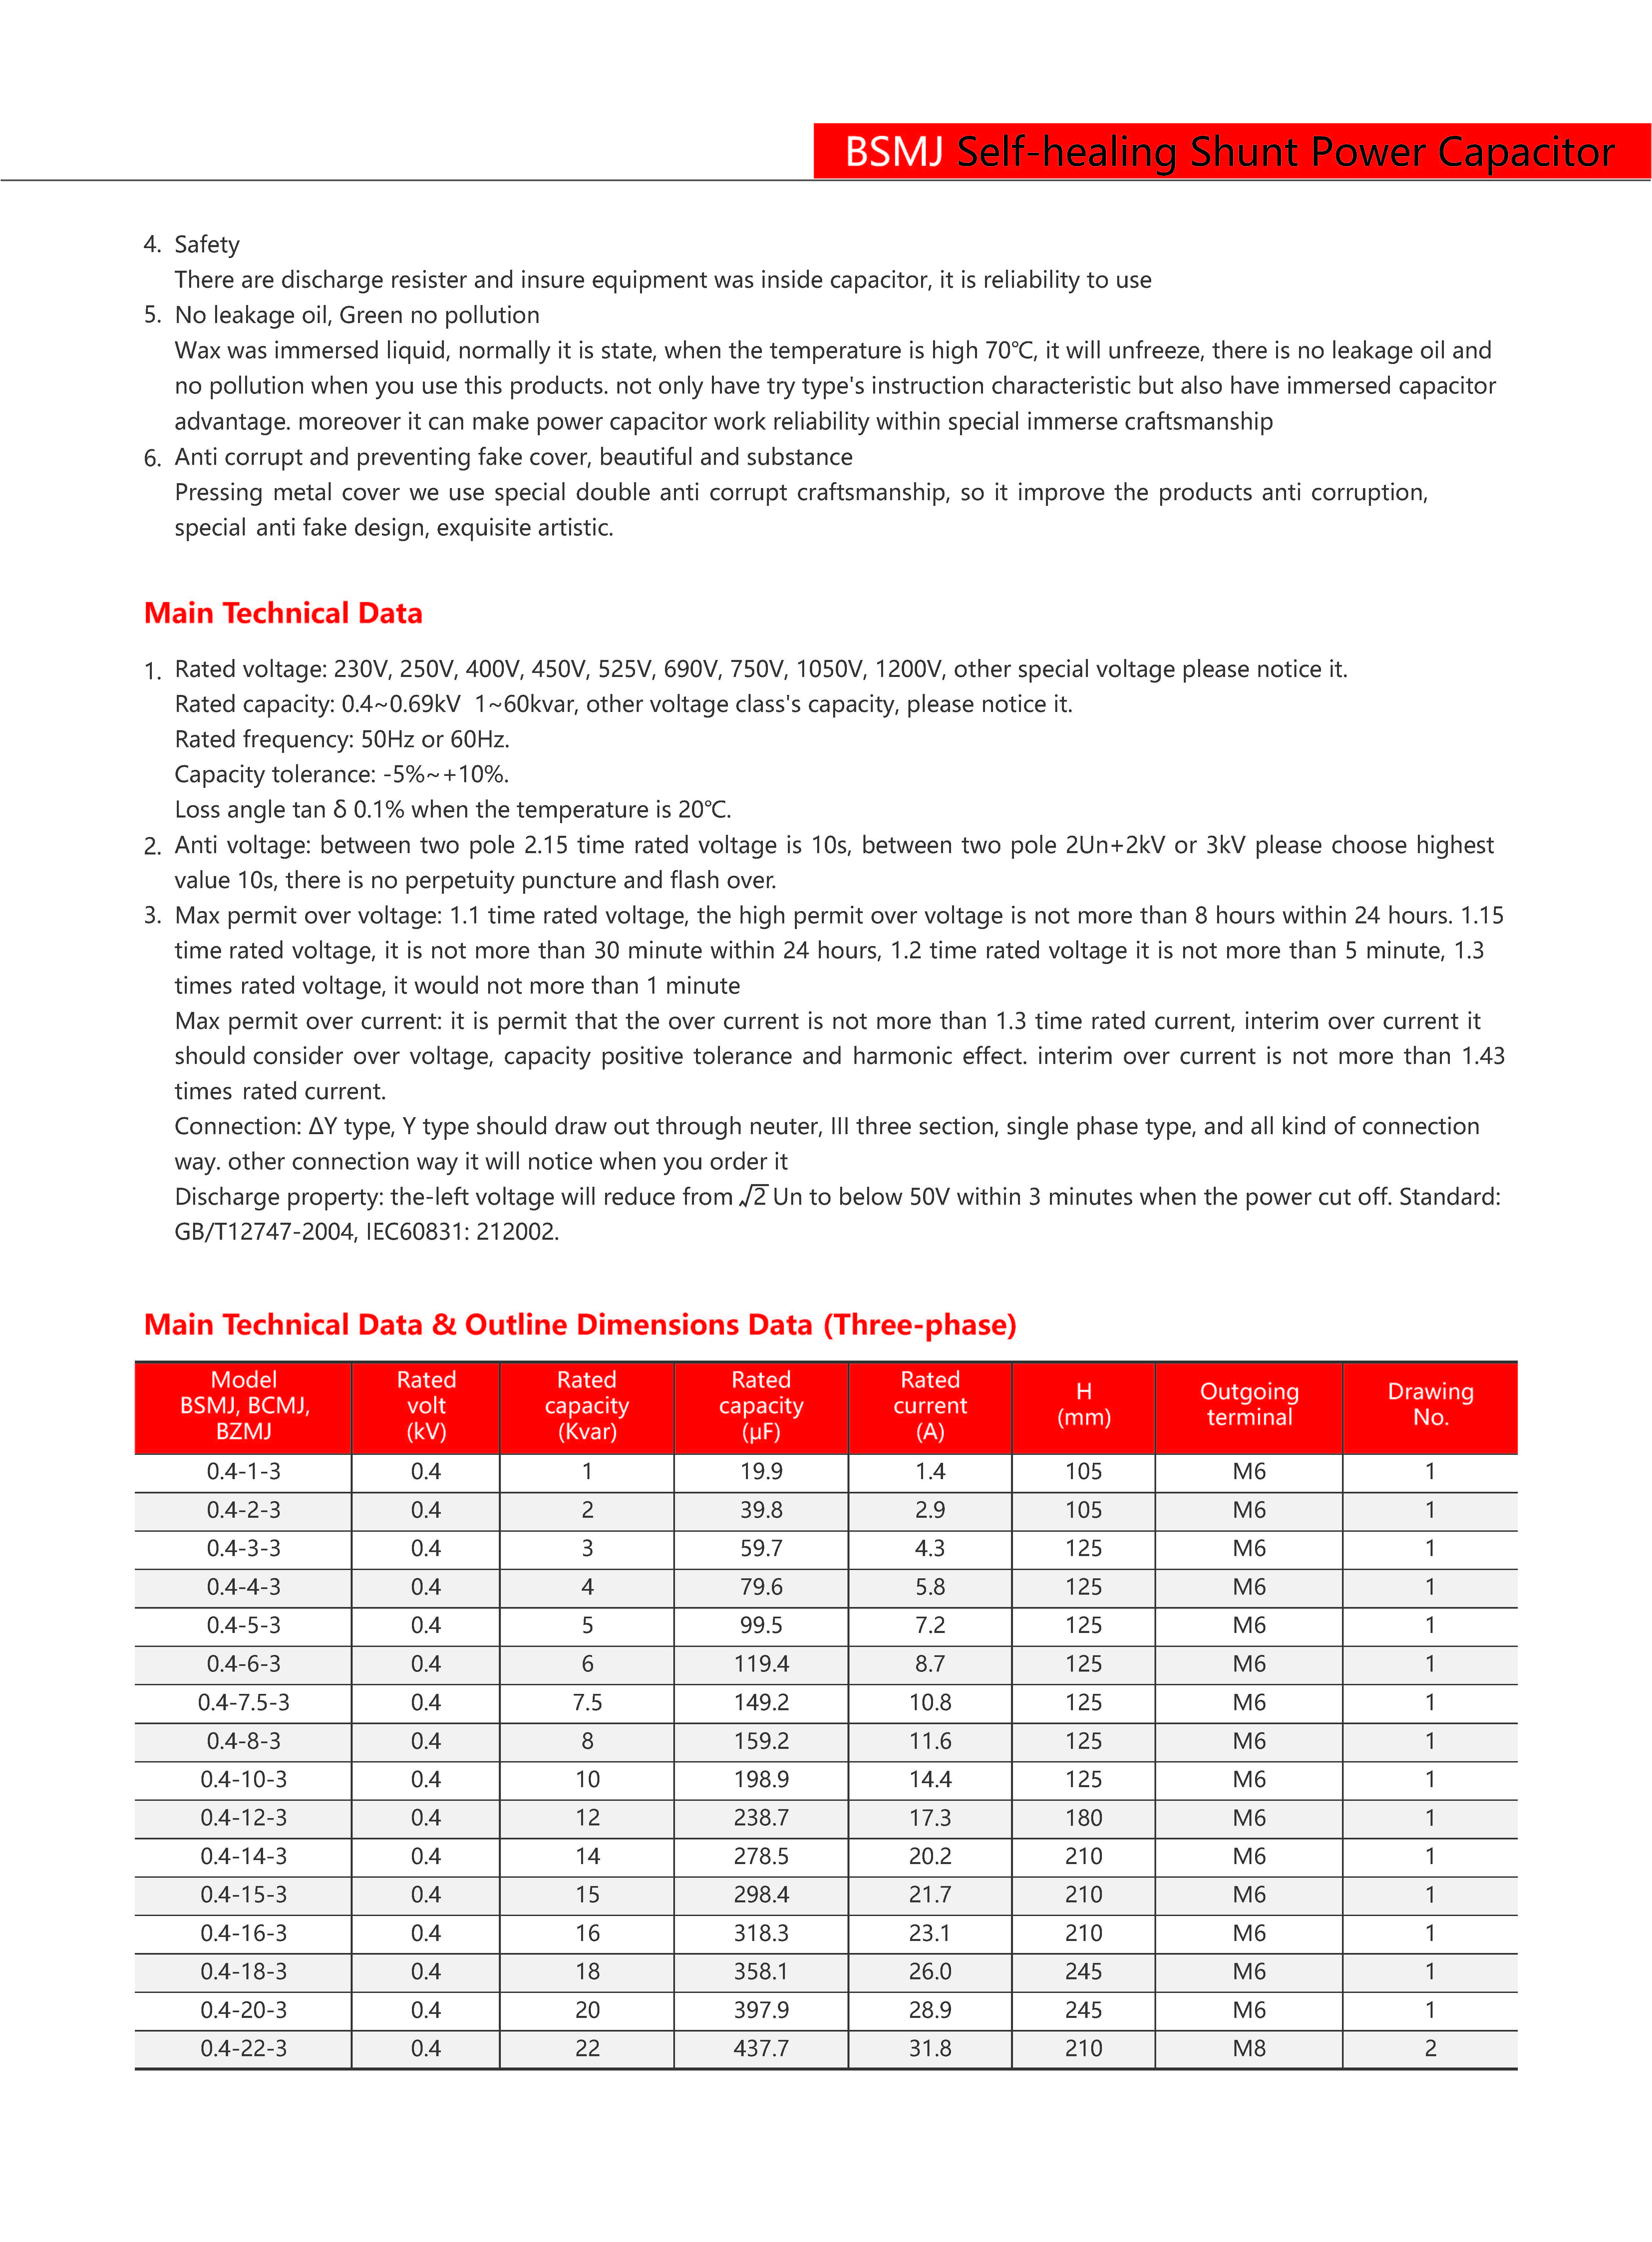 BSMJ Self-healing Shunt Power Capacitor
4. Safety
There are discharge resister and insure equipment was inside capacitor, it is reliability to use
5. No leakage oil, Green no pollution
Wax was immersed liquid, normally it is state, when the temperature is high 70℃, it will unfreeze, there is no leakage oil and
no pollution when you use this products. not only have try type's instruction characteristic but also have immersed capacitor
advantage. moreover it can make power capacitor work reliability within special immerse craftsmanship
6. Anti corrupt and preventing fake cover, beautiful and substance
Pressing metal cover we use special double anti corrupt craftsmanship, so it improve the products anti corruption,
special anti fake design, exquisite artistic.
Main Technical Data
1. Rated voltage: 230V, 250V, 400V, 450V, 525V, 690V, 750V, 1050V, 1200V, other special voltage please notice it.
Rated capacity: 0.4~0.69kV 1~60kvar, other voltage class's capacity, please notice it.
Rated frequency: 50Hz or 60Hz.
Capacity tolerance: -5%~+10%.
Loss angle tan δ 0.1% when the temperature is 20℃.
2. Anti voltage: between two pole 2.15 time rated voltage is 10s, between two pole 2Un+2kV or 3kV please choose highest
value 10s, there is no perpetuity puncture and flash over.
3. Max permit over voltage: 1.1 time rated voltage, the high permit over voltage is not more than 8 hours within 24 hours. 1.15
time rated voltage, it is not more than 30 minute within 24 hours, 1.2 time rated voltage it is not more than 5 minute, 1.3
times rated voltage, it would not more than 1 minute
Max permit over current: it is permit that the over current is not more than 1.3 time rated current, interim over current it
should consider over voltage, capacity positive tolerance and harmonic effect. interim over current is not more than 1.43
times rated current.
Connection: ΔY type, Y type should draw out through neuter, III three section, single phase type, and all kind of connection
way. other connection way it will notice when you order it
Discharge property: the-left voltage will reduce from √2 Un to below 50V within 3 minutes when the power cut off. Standard:
GB/T12747-2004, IEC60831: 212002.
Main Technical Data & Outline Dimensions Data (Three-phase)
Model BSMJ, BCMJ, BZMJ Rated volt (kV) Rated capacity (Kvar) Rated capacity (μF) Rated current (A) H (mm) Outgoing terminal Drawing No.
0.4-1-3 0.4 1 19.9 1.4 105 M6 1
0.4-2-3 0.4 2 39.8 2.9 105 M6 1
0.4-3-3 0.4 3 59.7 4.3 125 M6 1
0.4-4-3 0.4 4 79.6 5.8 125 M6 1
0.4-5-3 0.4 5 99.5 7.2 125 M6 1
0.4-6-3 0.4 6 119.4 8.7 125 M6 1
0.4-7.5-3 0.4 7.5 149.2 10.8 125 M6 1
0.4-8-3 0.4 8 159.2 11.6 125 M6 1
0.4-10-3 0.4 10 198.9 14.4 125 M6 1
0.4-12-3 0.4 12 238.7 17.3 180 M6 1
0.4-14-3 0.4 14 278.5 20.2 210 M6 1
0.4-15-3 0.4 15 298.4 21.7 210 M6 1
0.4-16-3 0.4 16 318.3 23.1 210 M6 1
0.4-18-3 0.4 18 358.1 26.0 245 M6 1
0.4-20-3 0.4 20 397.9 28.9 245 M6 1
0.4-22-3 0.4 22 437.7 31.8 210 M8 2